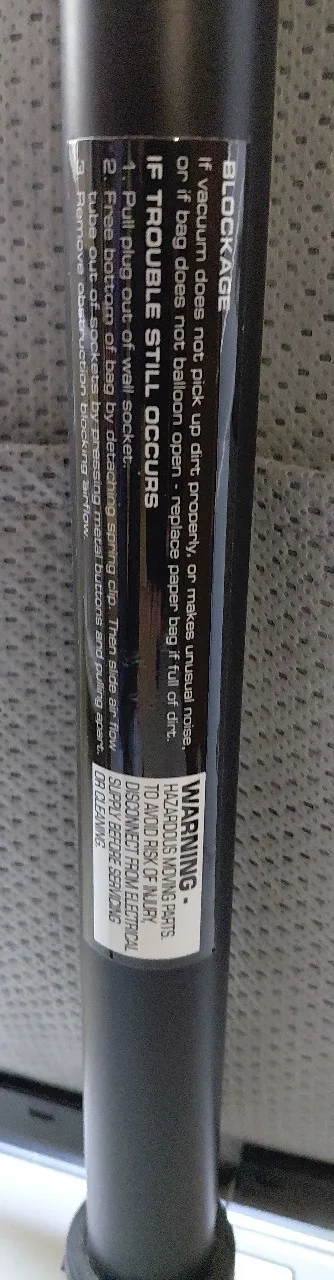 BLOCKAGE
If vacuum does not pick up dirt properly, or makes unusual noise,
or if bag does not balloon open - replace paper bag if full of dirt.
IF TROUBLE STILL OCCURS
1. Pull plug out of wall socket.
2. Free bottom of bag by detaching spring clip. Then slide air flow
tube out of sockets by pressing metal buttons and pulling apart.
3. Remove obstruction blocking airflow.
WARNING -
HAZARDOUS MOVING PARTS.
TO AVOID RISK OF INJURY,
DISCONNECT FROM ELECTRICAL
SUPPLY BEFORE SERVICING
OR CLEANING.